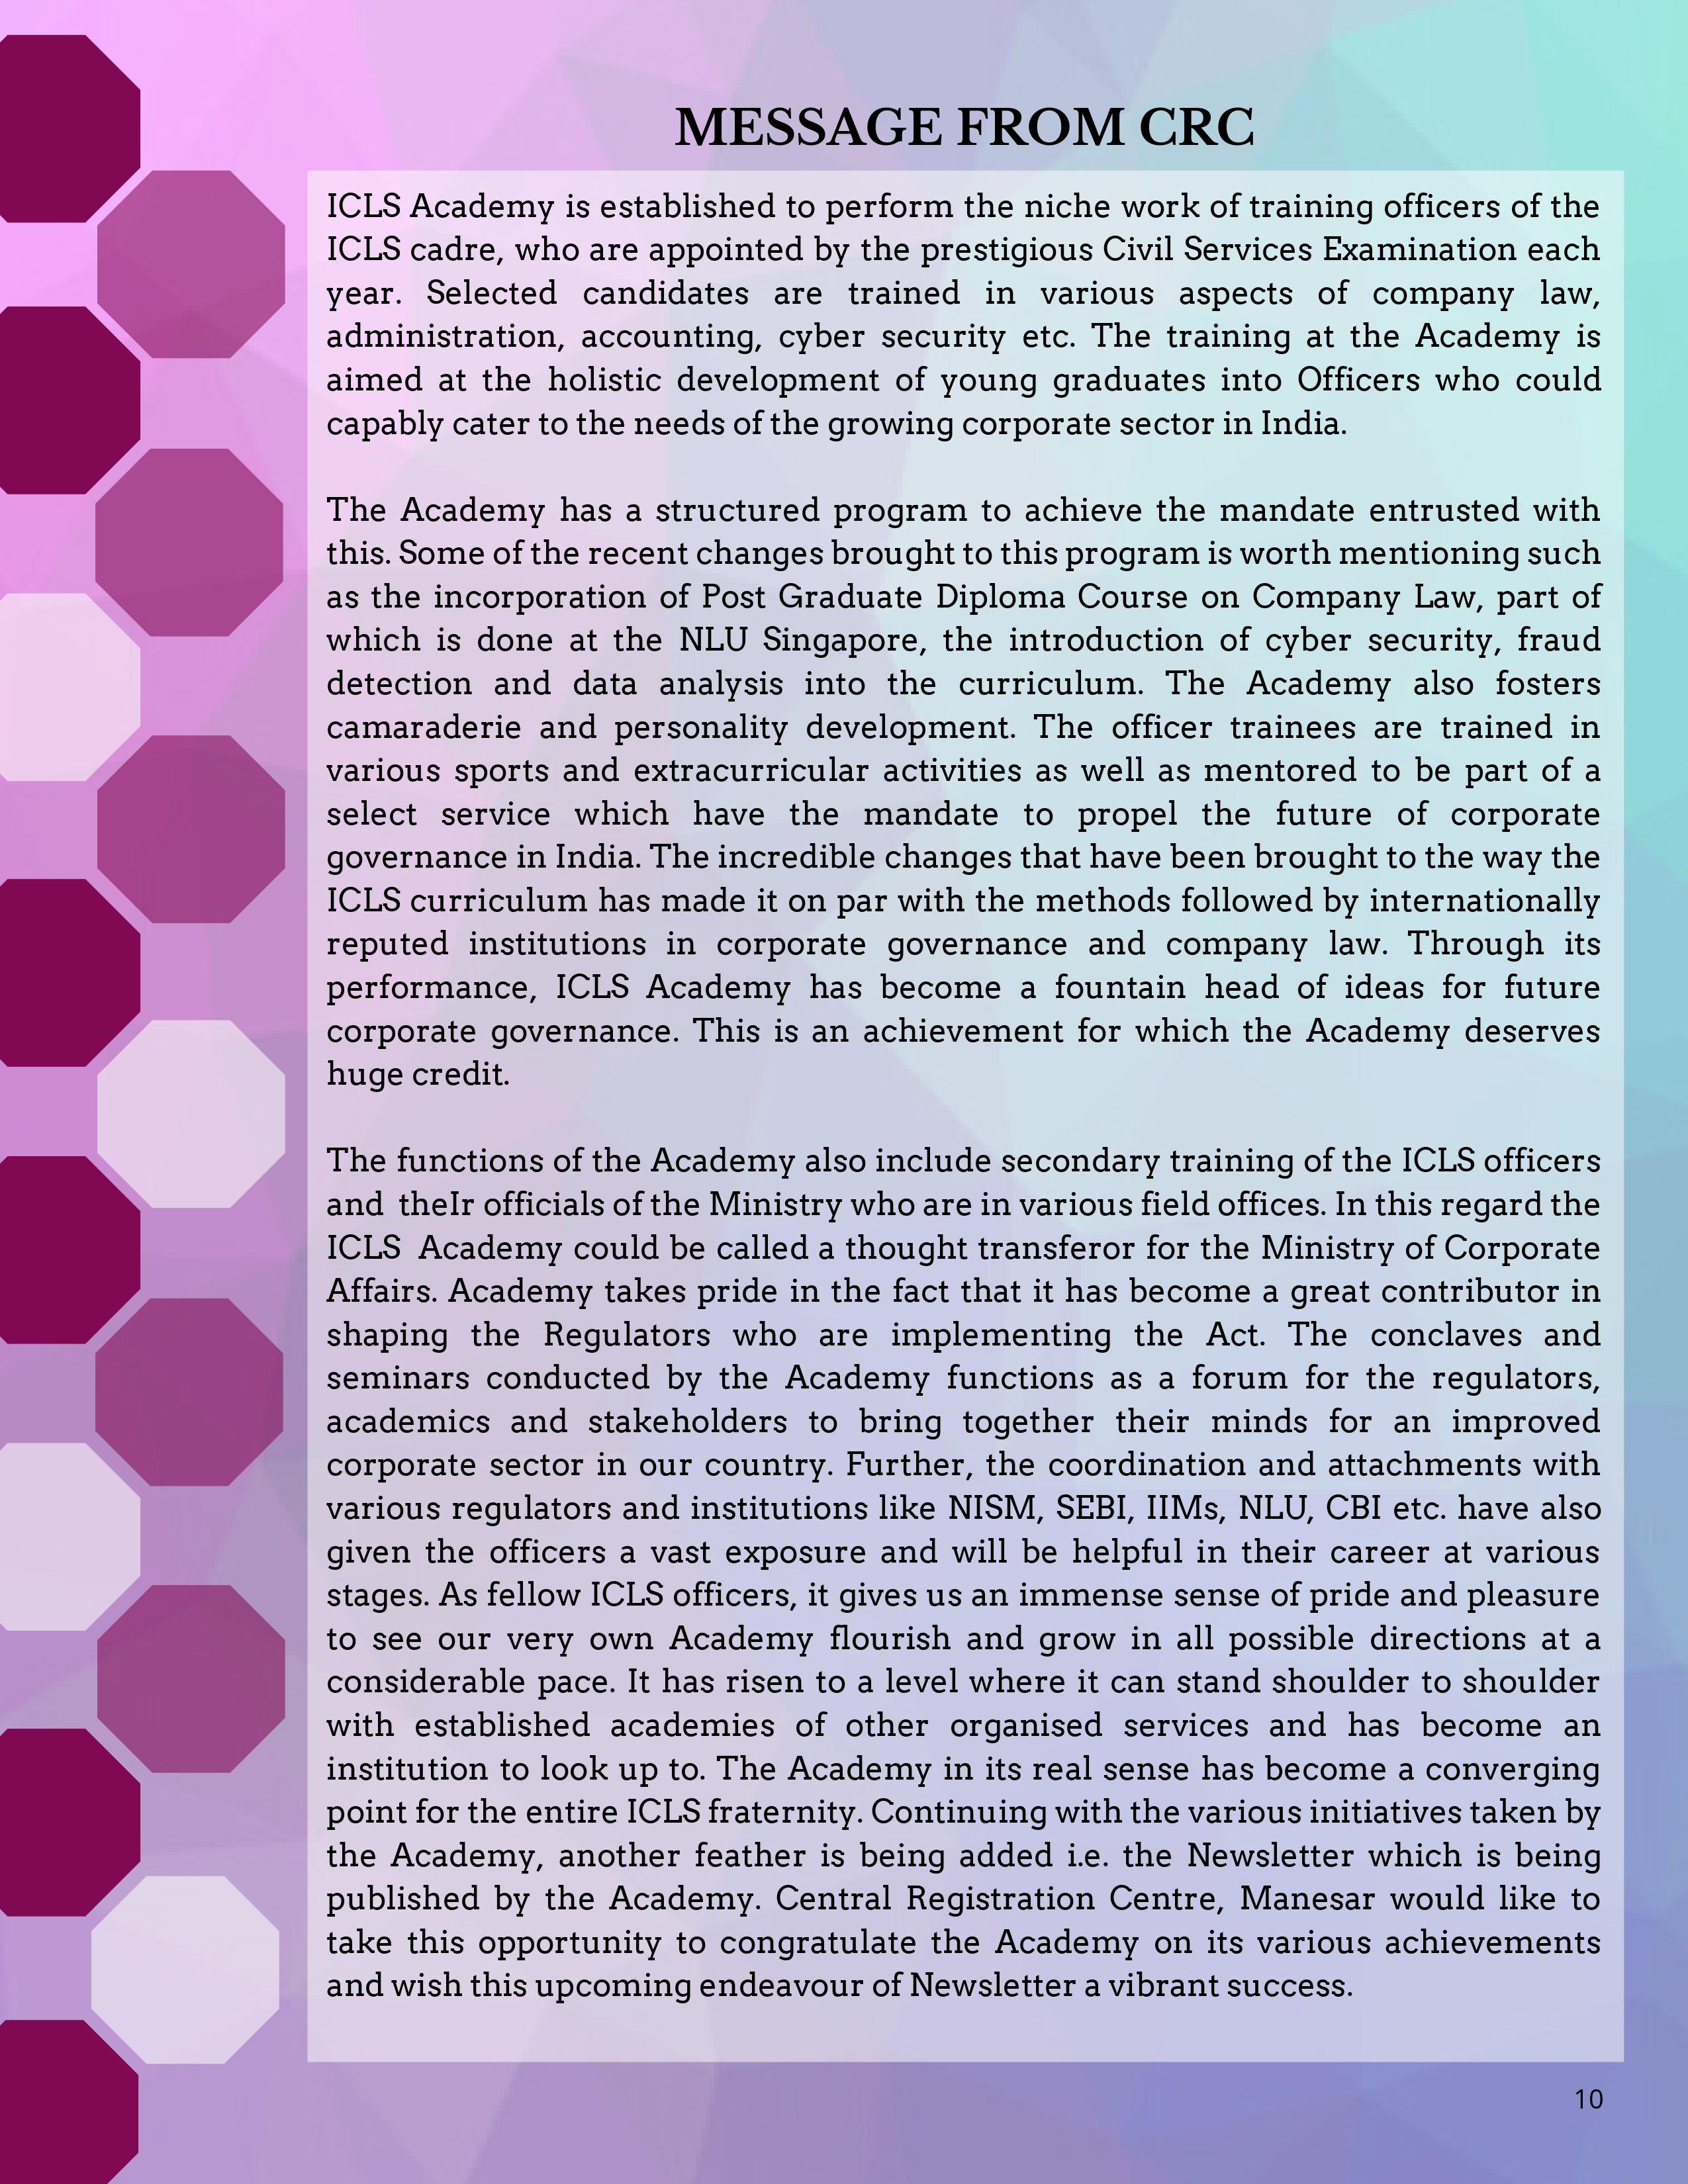 MESSAGE FROM CRC
ICLS Academy is established to perform the niche work of training officers of the
ICLS cadre, who are appointed by the prestigious Civil Services Examination each
year. Selected candidates are trained in various aspects of company law,
administration, accounting, cyber security etc. The training at the Academy is
aimed at the holistic development of young graduates into Officers who could
capably cater to the needs of the growing corporate sector in India.
The Academy has a structured program to achieve the mandate entrusted with
this. Some of the recent changes brought to this program is worth mentioning such
as the incorporation of Post Graduate Diploma Course on Company Law, part of
which is done at the NLU Singapore, the introduction of cyber security, fraud
detection and data analysis into the curriculum. The Academy also fosters
camaraderie and personality development. The officer trainees are trained in
various sports and extracurricular activities as well as mentored to be part of a
select service which have the mandate to propel the future of corporate
governance in India. The incredible changes that have been brought to the way the
ICLS curriculum has made it on par with the methods followed by internationally
reputed institutions in corporate governance and company law. Through its
performance, ICLS Academy has become a fountain head of ideas for future
corporate governance. This is an achievement for which the Academy deserves
huge credit.
The functions of the Academy also include secondary training of the ICLS officers
and theIr officials of the Ministry who are in various field offices. In this regard the
ICLS Academy could be called a thought transferor for the Ministry of Corporate
Affairs. Academy takes pride in the fact that it has become a great contributor in
shaping the Regulators who are implementing the Act. The conclaves and
seminars conducted by the Academy functions as a forum for the regulators,
academics and stakeholders to bring together their minds for an improved
corporate sector in our country. Further, the coordination and attachments with
various regulators and institutions like NISM, SEBI, IIMs, NLU, CBI etc. have also
given the officers a vast exposure and will be helpful in their career at various
stages. As fellow ICLS officers, it gives us an immense sense of pride and pleasure
to see our very own Academy flourish and grow in all possible directions at a
considerable pace. It has risen to a level where it can stand shoulder to shoulder
with established academies of other organised services and has become an
institution to look up to. The Academy in its real sense has become a converging
point for the entire ICLS fraternity. Continuing with the various initiatives taken by
the Academy, another feather is being added i.e. the Newsletter which is being
published by the Academy. Central Registration Centre, Manesar would like to
take this opportunity to congratulate the Academy on its various achievements
and wish this upcoming endeavour of Newsletter a vibrant success.
10